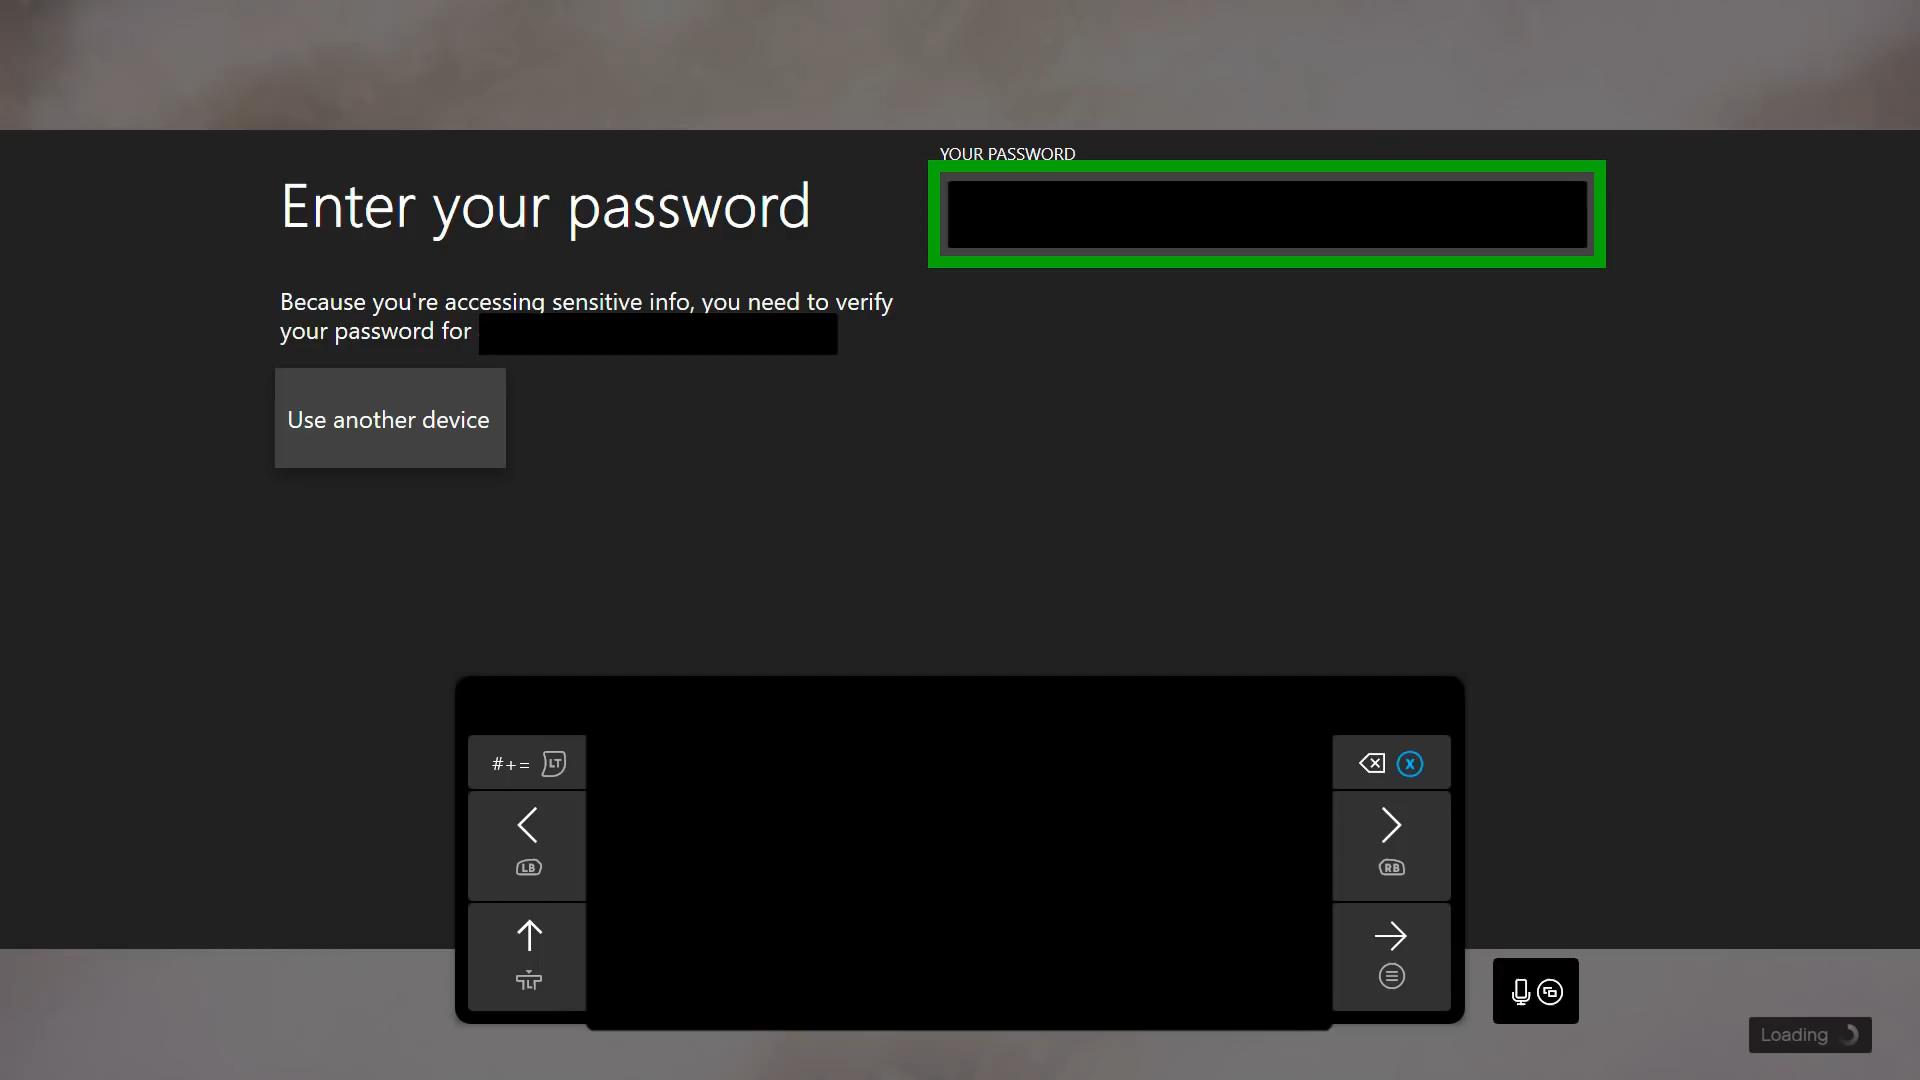 YOUR PASSWORD
Enter your password
Because you're accessing sensitive info, you need to verify
your password for
Use another device
#+= LT
X
LB
RB
Loading